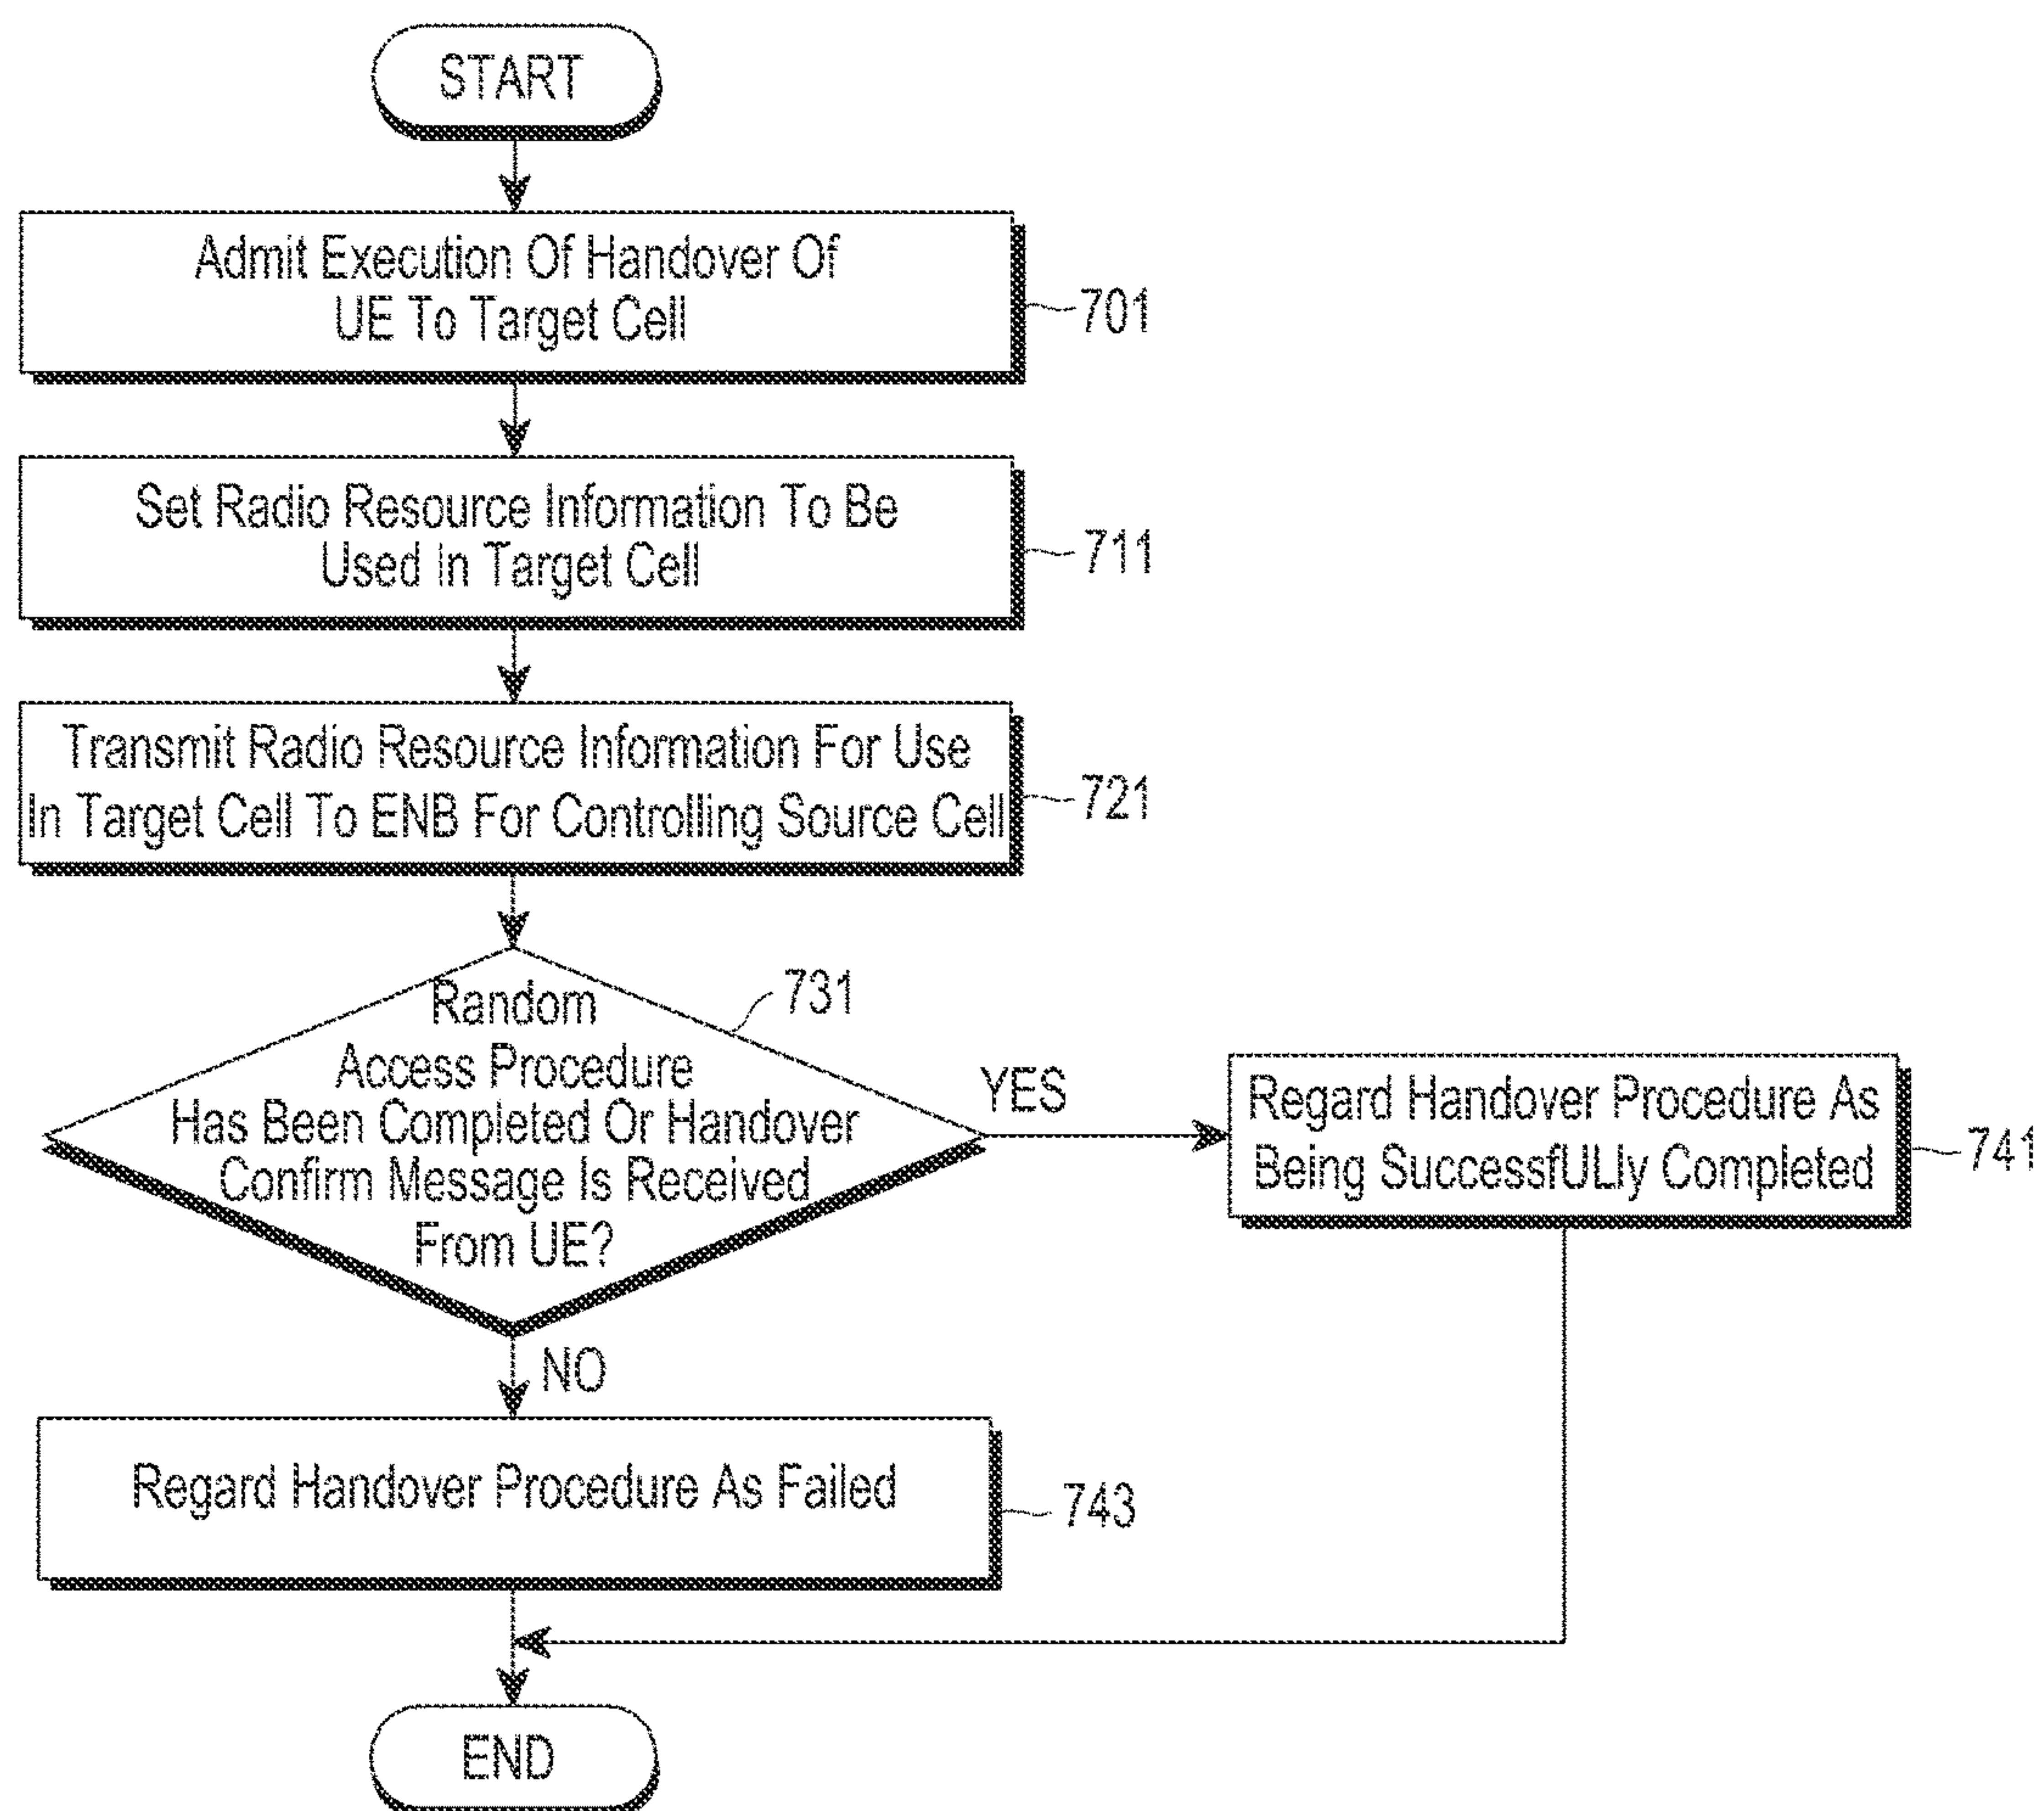 START
Admit Execution Of Handover Of
UE To Target Cell
701
Set Radio Resource Information To Be
Used In Target Cell
711
Transmit Radio Resource Information For Use
In Target Cell To ENB For Controlling Source Cell
721
Random
Access Procedure
Has Been Completed Or Handover
Confirm Message Is Received
From UE?
731
YES
Regard Handover Procedure As
Being SuccessfULly Completed
741
NO
Regard Handover Procedure As Failed
743
END